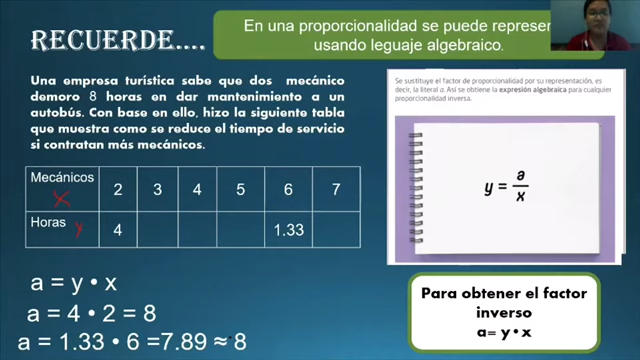 En una proporcionalidad se puede
usando leguaje algebraico.
RECUERDE....
Una empresa turística sabe que dos mecánico
demoro 8 horas en dar mantenimiento a un
autobús. Con base en ello, hizo la siguiente tabla
que muestra como se reduce el tiempo de servicio
si contratan más mecánicos.
Mecánicos x 2 3 4 5 6 7
Horas y 4 1.33
a = y • x
a = 4 • 2 = 8
a = 1.33 • 6 =7.89 ≈ 8
Se sustituye el factor de proporcionalidad por su representación, es
decir, la literal a. Así se obtiene la expresión algebraica para cualquier
proporcionalidad inversa.
y = a/x
Para obtener el factor
inverso
a= y•x